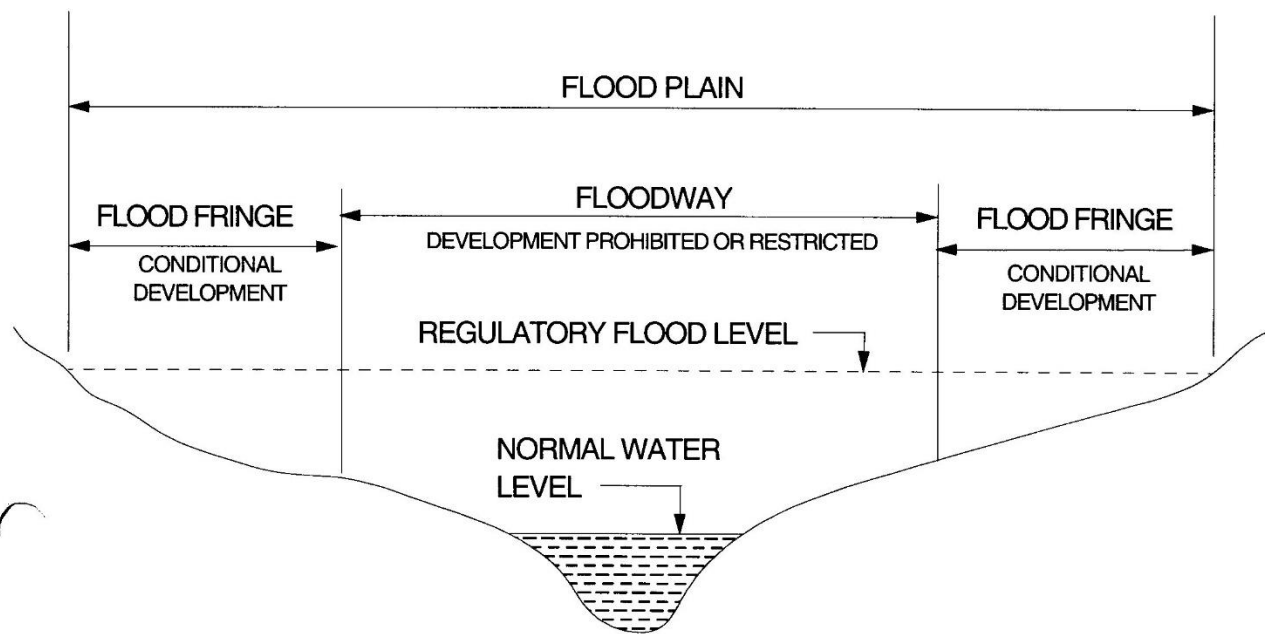 FLOOD PLAIN
FLOOD FRINGE
CONDITIONAL
DEVELOPMENT
FLOODWAY
DEVELOPMENT PROHIBITED OR RESTRICTED
FLOOD FRINGE
CONDITIONAL
DEVELOPMENT
REGULATORY FLOOD LEVEL
NORMAL WATER
LEVEL